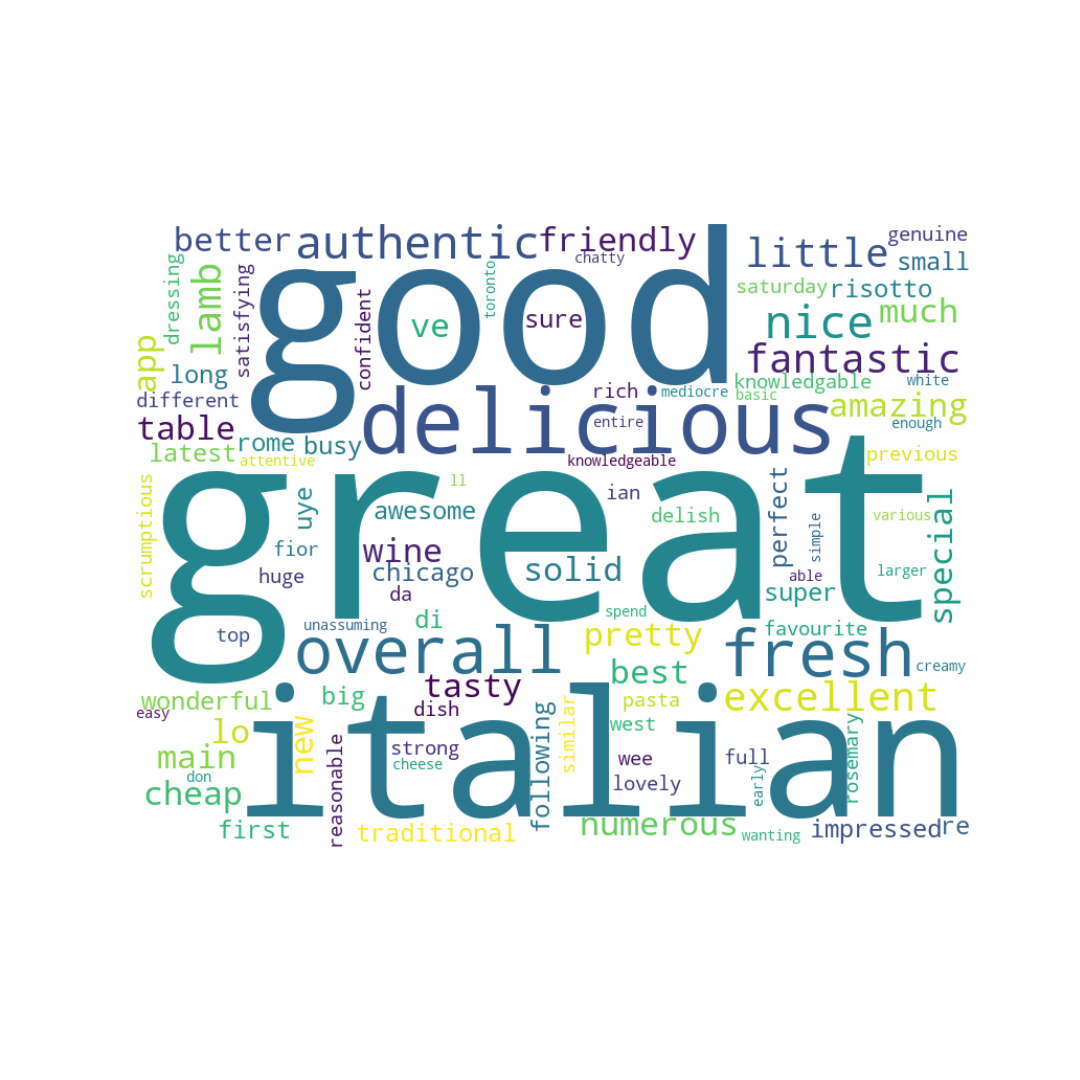 better
authentic
friendly
genuine
chatty
little
small
good
dressing
lamb
satisfying
confident
toronto
ve
sure
saturday
risotto
much
nice
app
long
fantastic
different
delicious
rich
mediocre
knowledgable
basic
white
amazing
enough
table
rome
busy
entire
latest
attentive
knowledgeable
previous
great
scrumptious
uye
ll
ian
perfect
awesome
delish
simple
various
special
fior
wine
solid
huge
chicago
able
larger
da
super
spend
di
top
unassuming
favourite
overall
pretty
fresh
best
creamy
wonderful
big
tasty
pasta
excellent
easy
dish
italian
lo
new
following
similar
west
rosemary
main
strong
wee
full
reasonable
cheese
don
lovely
early
cheap
first
traditional
numerous
wanting
impressed
re